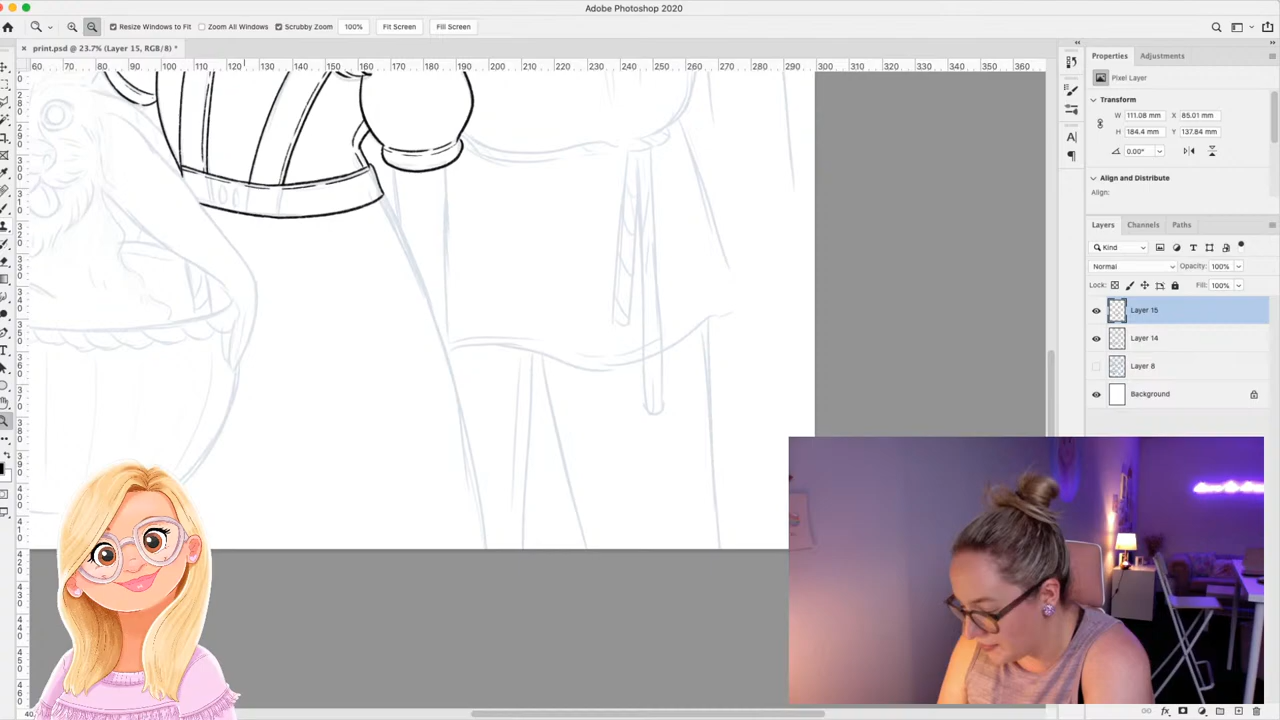 Adobe Photoshop 2020
Resize Windows to Fit Zoom All Windows Scrubby Zoom 100% Fit Screen Fill Screen
× print.psd @ 23.7% (Layer 15, RGB/8) *
60 70 80 90 100 110 120 130 140 150 160 170 180 190 200 210 220 230 240 250 260 270 280 290 300 310 320 330 340 350 360
Properties Adjustments
Pixel Layer
Transform
W 111.08 mm X 85.01 mm
H 184.4 mm Y 137.84 mm
0.00°
Align and Distribute
Align:
Layers Channels Paths
Kind
Normal Opacity: 100%
Lock: Fill: 100%
Layer 15
Layer 14
Layer 8
Background